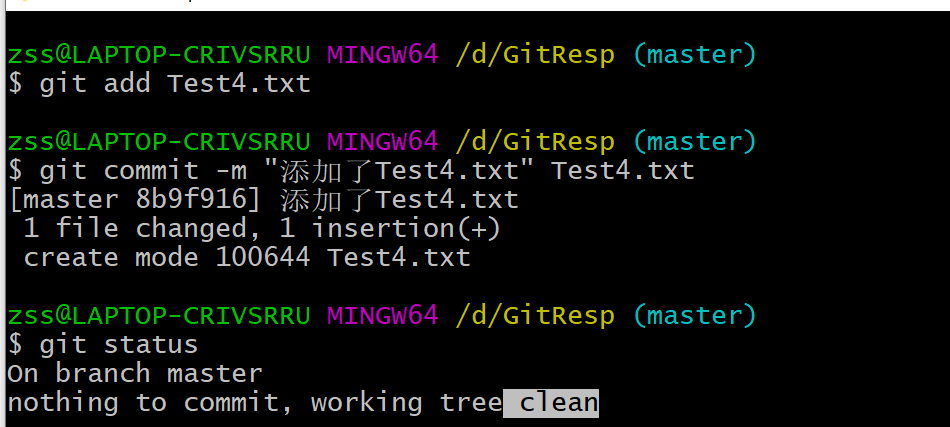 zss@LAPTOP-CRIVSRRU MINGW64 /d/GitResp (master)
$ git add Test4.txt
zss@LAPTOP-CRIVSRRU MINGW64 /d/GitResp (master)
$ git commit -m "添加了Test4.txt" Test4.txt
[master 8b9f916] 添加了Test4.txt
 1 file changed, 1 insertion(+)
 create mode 100644 Test4.txt
zss@LAPTOP-CRIVSRRU MINGW64 /d/GitResp (master)
$ git status
On branch master
nothing to commit, working tree clean